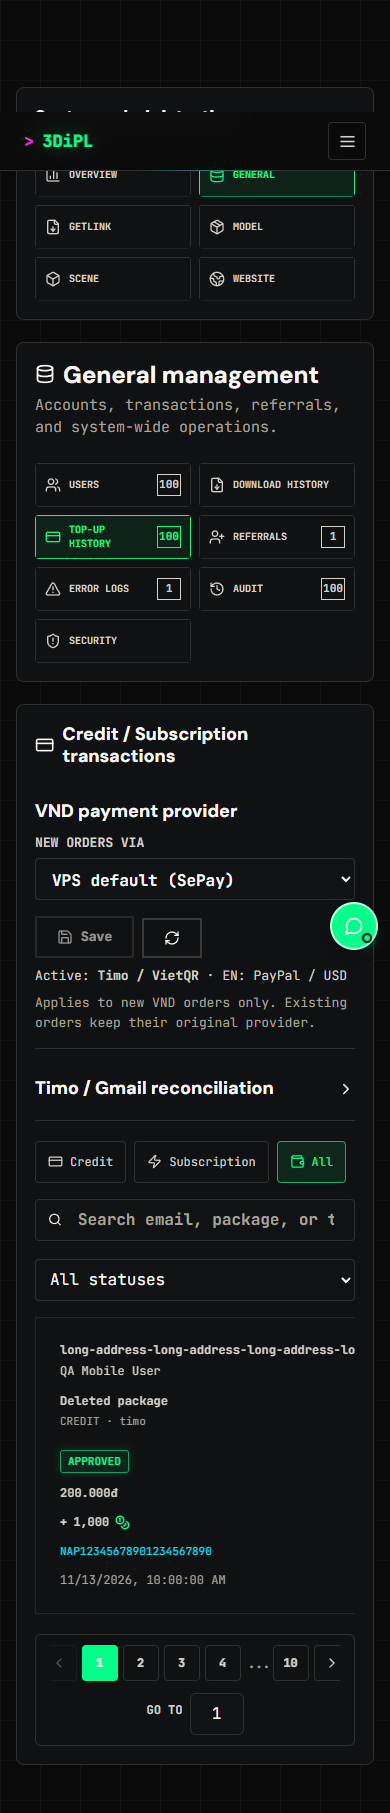 > 3DiPL
OVERVIEW
GENERAL
GETLINK
MODEL
SCENE
WEBSITE
General management
Accounts, transactions, referrals,
and system-wide operations.
USERS 100
DOWNLOAD HISTORY
TOP-UP
HISTORY 100
REFERRALS 1
ERROR LOGS 1
AUDIT 100
SECURITY
Credit / Subscription
transactions
VND payment provider
NEW ORDERS VIA
VPS default (SePay)
Save
Active: Timo / VietQR · EN: PayPal / USD
Applies to new VND orders only. Existing
orders keep their original provider.
Timo / Gmail reconciliation
Credit
Subscription
All
Search email, package, or t
All statuses
long-address-long-address-long-address-lo
QA Mobile User
Deleted package
CREDIT · timo
APPROVED
200.000đ
+ 1,000
NAP12345678901234567890
11/13/2026, 10:00:00 AM
1 2 3 4 ... 10
GO TO 1